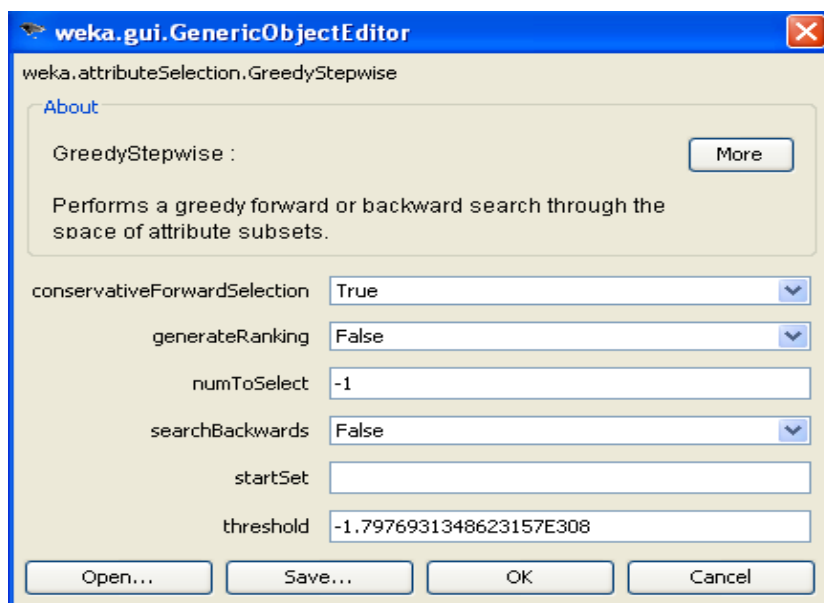 weka.gui.GenericObjectEditor
weka.attributeSelection.GreedyStepwise
About
GreedyStepwise :
More
Performs a greedy forward or backward search through the
space of attribute subsets.
conservativeForwardSelection True
generateRanking False
numToSelect -1
searchBackwards False
startSet
threshold -1.7976931348623157E308
Open... Save... OK Cancel